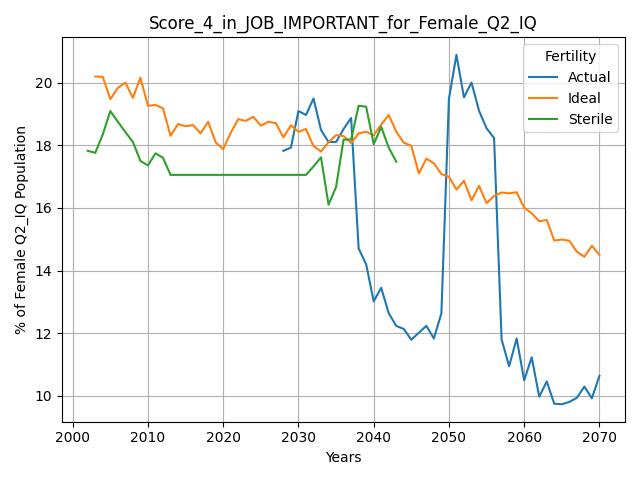 Score_4_in_JOB_IMPORTANT_for_Female_Q2_IQ
% of Female Q2_IQ Population
20
18
16
14
12
10
Fertility
Actual
Ideal
Sterile
2000 2010 2020 2030 2040 2050 2060 2070
Years